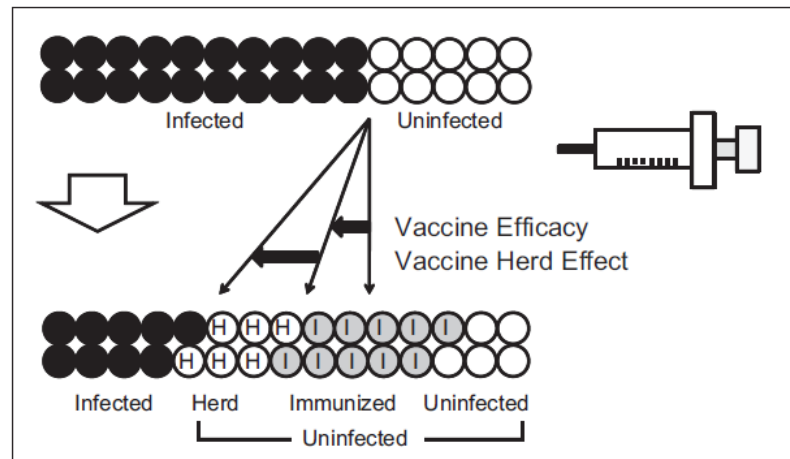 Infected Uninfected
Vaccine Efficacy
Vaccine Herd Effect
H H H I I I I I
H H H I I I I I
Infected Herd Immunized Uninfected
Uninfected